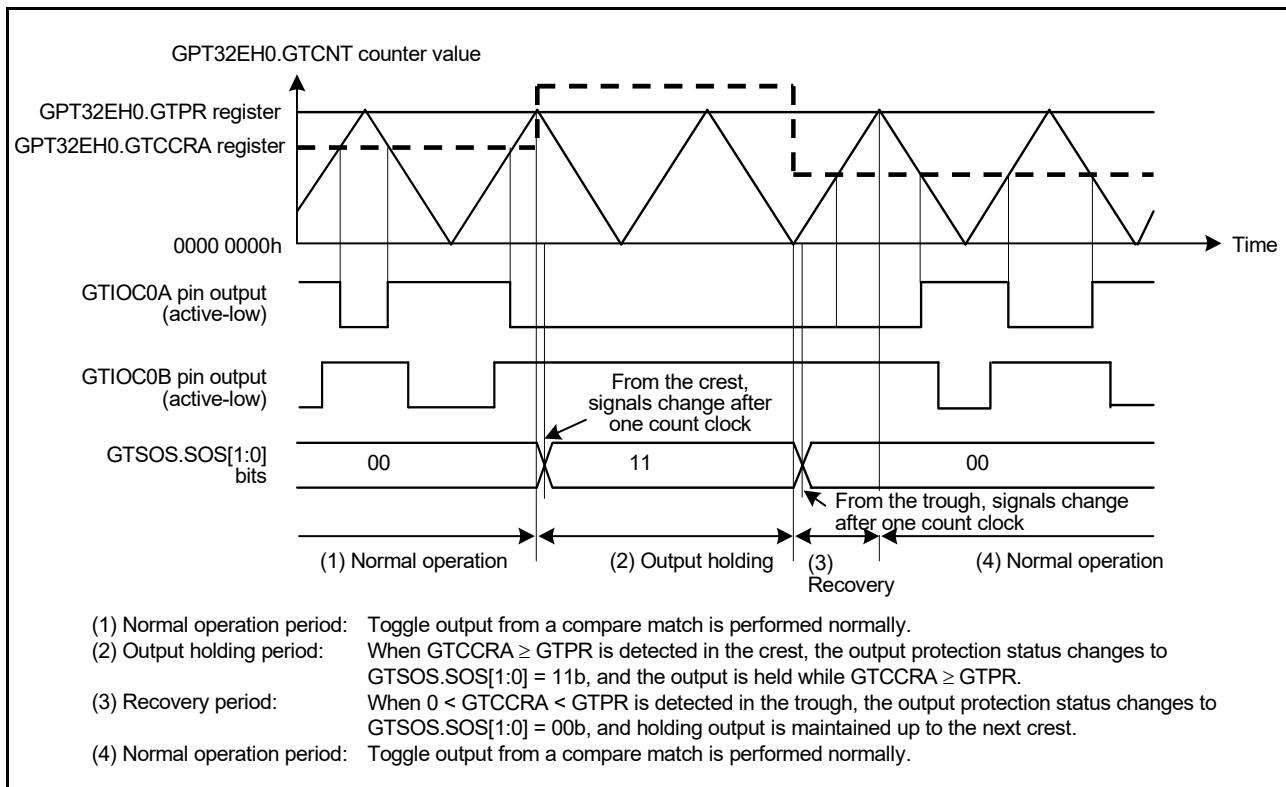 GPT32EH0.GTCNT counter value
GPT32EH0.GTPR register
GPT32EH0.GTCCRA register
0000 0000h
Time
GTIOC0A pin output
(active-low)
GTIOC0B pin output
(active-low)
From the crest,
signals change after
one count clock
GTSOS.SOS[1:0]
bits
00
11
00
From the trough, signals change
after one count clock
(1) Normal operation
(2) Output holding
(3)
Recovery
(4) Normal operation
(1) Normal operation period: Toggle output from a compare match is performed normally.
(2) Output holding period: When GTCCRA ≥ GTPR is detected in the crest, the output protection status changes to
GTSOS.SOS[1:0] = 11b, and the output is held while GTCCRA ≥ GTPR.
(3) Recovery period: When 0 < GTCCRA < GTPR is detected in the trough, the output protection status changes to
GTSOS.SOS[1:0] = 00b, and holding output is maintained up to the next crest.
(4) Normal operation period: Toggle output from a compare match is performed normally.